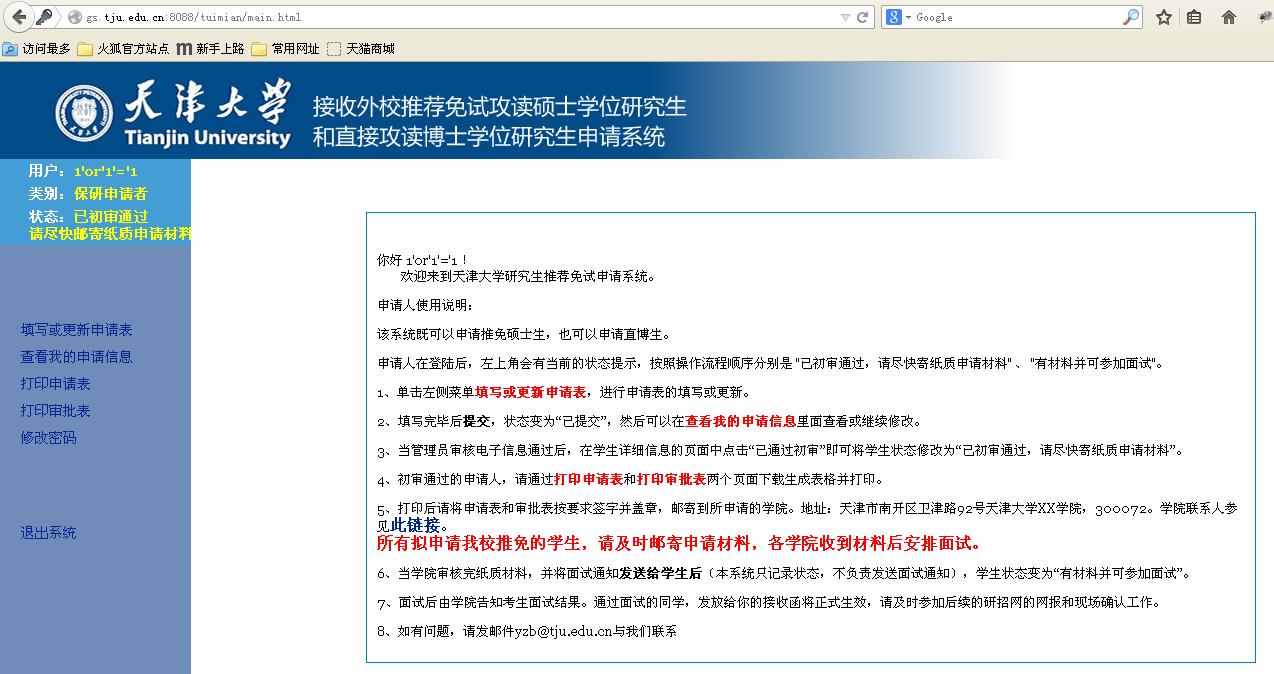 gs.tju.edu.cn:8088/tuimian/main.html
Google
访问最多 火狐官方站点 新手上路 常用网址 天猫商城
天津大学
Tianjin University
接收外校推荐免试攻读硕士学位研究生
和直接攻读博士学位研究生申请系统
用户：1'or'1'='1
类别：保研申请者
状态：已初审通过
请尽快邮寄纸质申请材料
填写或更新申请表
查看我的申请信息
打印申请表
打印审批表
修改密码
退出系统
你好 1'or'1'='1！
欢迎来到天津大学研究生推荐免试申请系统。
申请人使用说明：
该系统既可以申请推免硕士生，也可以申请直博生。
申请人在登陆后，左上角会有当前的状态提示，按照操作流程顺序分别是"已初审通过，请尽快寄纸质申请材料"、"有材料并可参加面试"。
1、单击左侧菜单填写或更新申请表，进行申请表的填写或更新。
2、填写完毕后提交，状态变为“已提交”，然后可以在查看我的申请信息里面查看或继续修改。
3、当管理员审核电子信息通过后，在学生详细信息的页面中点击“已通过初审”即可将学生状态修改为“已初审通过，请尽快寄纸质申请材料”。
4、初审通过的申请人，请通过打印申请表和打印审批表两个页面下载生成表格并打印。
5、打印后请将申请表和审批表按要求签字并盖章，邮寄到所申请的学院。地址：天津市南开区卫津路92号天津大学XX学院，300072。学院联系人参
见此链接。
所有拟申请我校推免的学生，请及时邮寄申请材料，各学院收到材料后安排面试。
6、当学院审核完纸质材料，并将面试通知发送给学生后（本系统只记录状态，不负责发送面试通知），学生状态变为“有材料并可参加面试”。
7、面试后由学院告知考生面试结果。通过面试的同学，发放给你的接收函将正式生效，请及时参加后续的研招网的网报和现场确认工作。
8、如有问题，请发邮件yzb@tju.edu.cn与我们联系